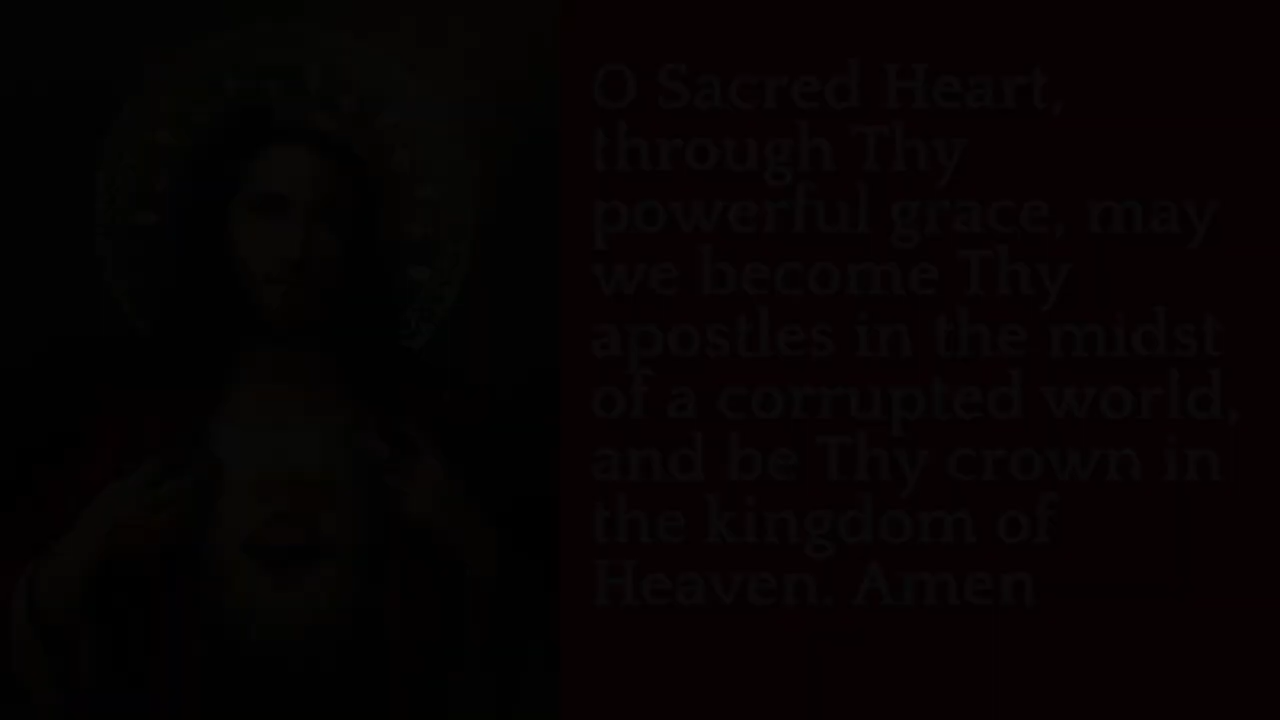 O Sacred Heart,
through Thy
powerful grace, may
we become Thy
apostles in the midst
of a corrupted world,
and be Thy crown in
the kingdom of
Heaven. Amen